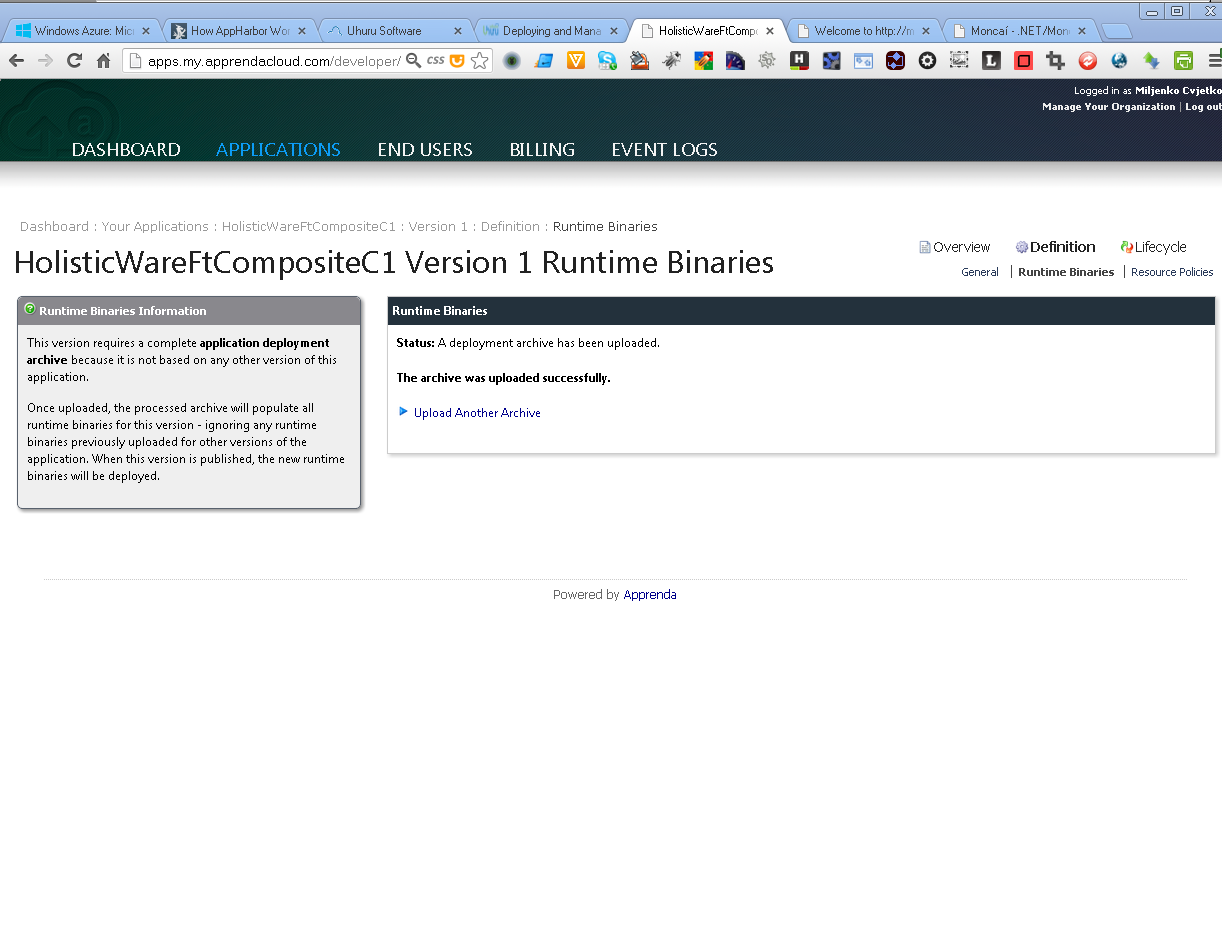 Windows Azure: Mic
How AppHarbor Wor
Uhuru Software
Deploying and Mana
HolisticWareFtCompo
Welcome to http://m
Moncaí - .NET/Mon
apps.my.apprendacloud.com/developer/
CSS
Logged in as Miljenko Cvjetko
Manage Your Organization | Log out
DASHBOARD APPLICATIONS END USERS BILLING EVENT LOGS
Dashboard : Your Applications : HolisticWareFtCompositeC1 : Version 1 : Definition : Runtime Binaries
Overview Definition Lifecycle
HolisticWareFtCompositeC1 Version 1 Runtime Binaries
General | Runtime Binaries | Resource Policies
Runtime Binaries Information
This version requires a complete application deployment
archive because it is not based on any other version of this
application.
Once uploaded, the processed archive will populate all
runtime binaries for this version - ignoring any runtime
binaries previously uploaded for other versions of the
application. When this version is published, the new runtime
binaries will be deployed.
Runtime Binaries
Status: A deployment archive has been uploaded.
The archive was uploaded successfully.
Upload Another Archive
Powered by Apprenda